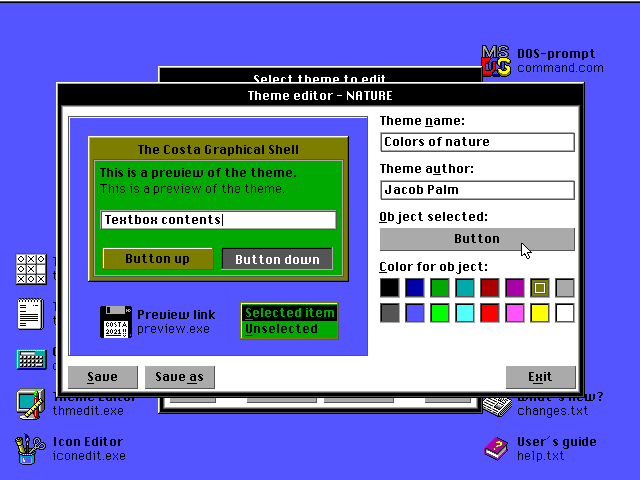 MS
DOS
DOS-prompt
command.com
Select theme to edit
Theme editor - NATURE
Theme name:
Colors of nature
Theme author:
Jacob Palm
Object selected:
Button
Color for object:
The Costa Graphical Shell
This is a preview of the theme.
This is a preview of the theme.
Textbox contents
Button up
Button down
COSTA
2021!!
Preview link
preview.exe
Selected item
Unselected
Save
Save as
Exit
Theme Editor
thmedit.exe
What's new?
changes.txt
Icon Editor
iconedit.exe
User's guide
help.txt